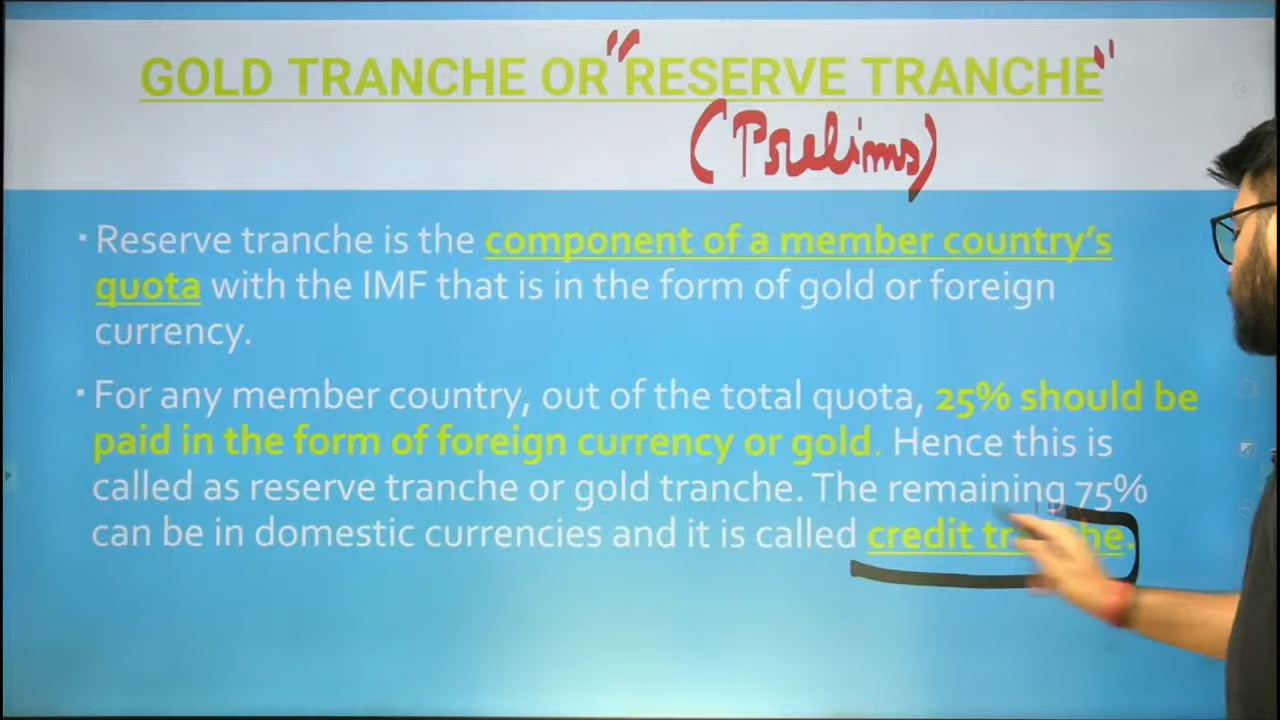 GOLD TRANCHE OR "RESERVE TRANCHE"
(Prelims)
▪ Reserve tranche is the component of a member country's
quota with the IMF that is in the form of gold or foreign
currency.
▪ For any member country, out of the total quota, 25% should be
paid in the form of foreign currency or gold. Hence this is
called as reserve tranche or gold tranche. The remaining 75%
can be in domestic currencies and it is called credit tranche.